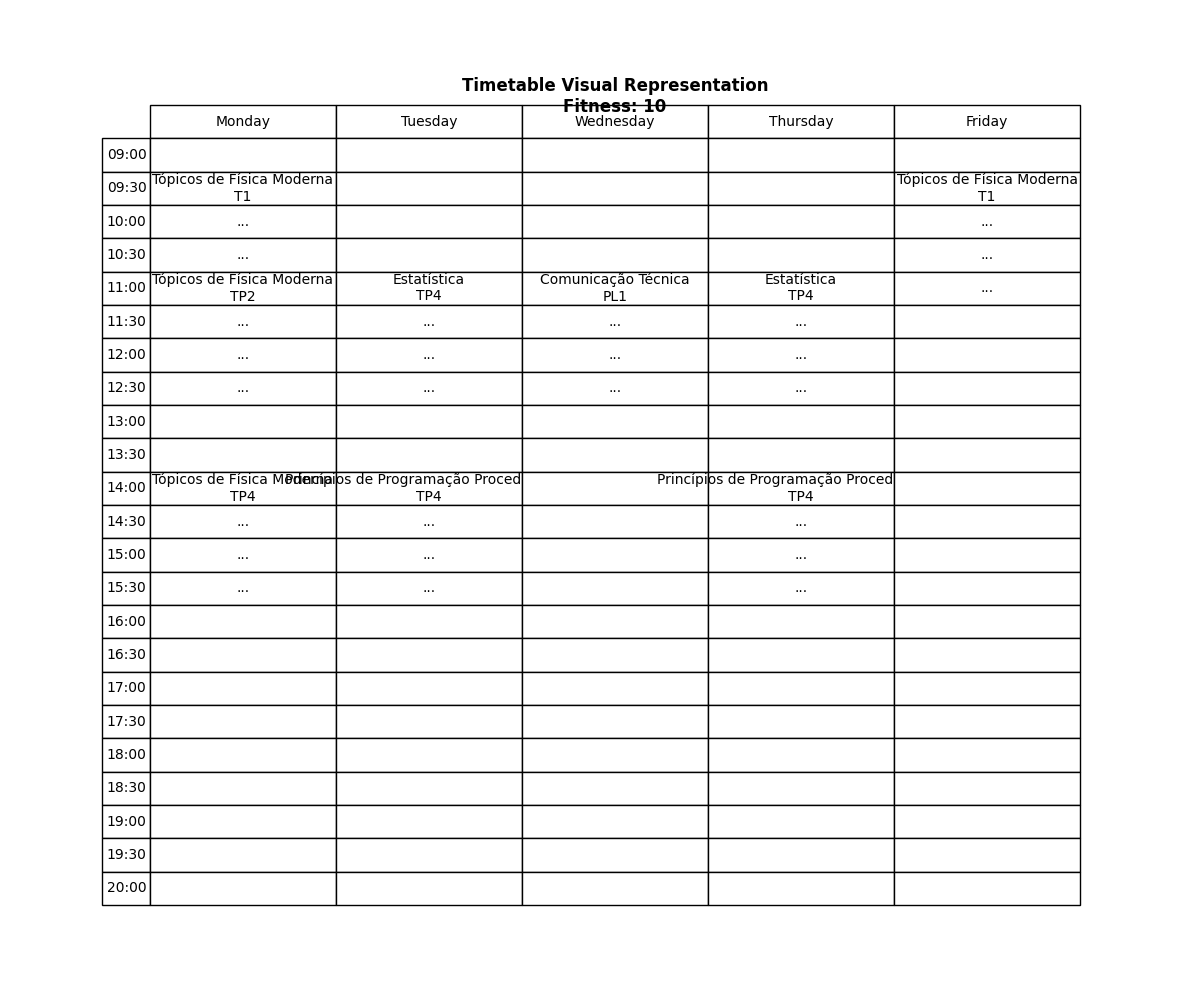 Timetable Visual Representation
Fitness: 10
Monday Tuesday Wednesday Thursday Friday
09:00
09:30 Tópicos de Física Moderna T1 Tópicos de Física Moderna T1
10:00 ... ...
10:30 ... ...
11:00 Tópicos de Física Moderna TP2 Estatística TP4 Comunicação Técnica PL1 Estatística TP4 ...
11:30 ... ... ... ...
12:00 ... ... ... ...
12:30 ... ... ... ...
13:00
13:30
14:00 Tópicos de Física Moderna TP4 Princípios de Programação Proced TP4 Princípios de Programação Proced TP4
14:30 ... ... ...
15:00 ... ... ...
15:30 ... ... ...
16:00
16:30
17:00
17:30
18:00
18:30
19:00
19:30
20:00